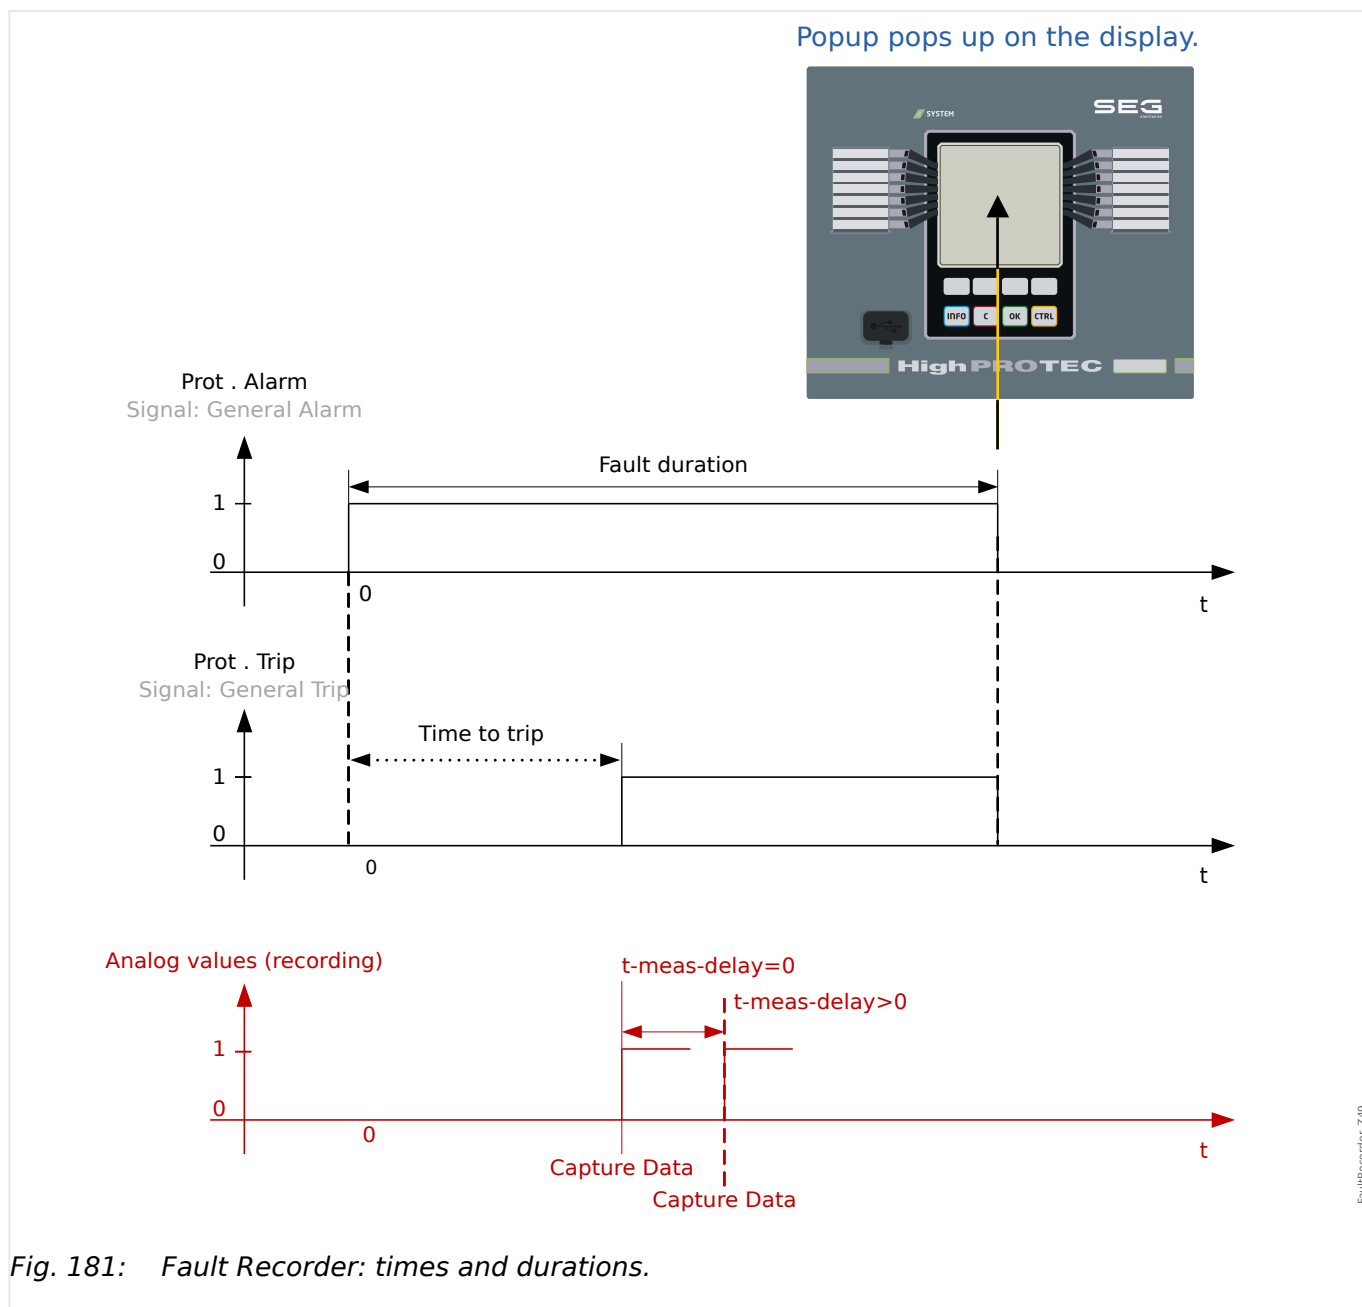 Popup pops up on the display.
SYSTEM
SEG
INFO
C
OK
CTRL
HighPROTEC
Prot . Alarm
Signal: General Alarm
Fault duration
1
0
0
t
Prot . Trip
Signal: General Trip
Time to trip
1
0
0
t
Analog values (recording)
t-meas-delay=0
t-meas-delay>0
1
0
0
t
Capture Data
Capture Data
FaultRecorder_Z49
Fig. 181: Fault Recorder: times and durations.